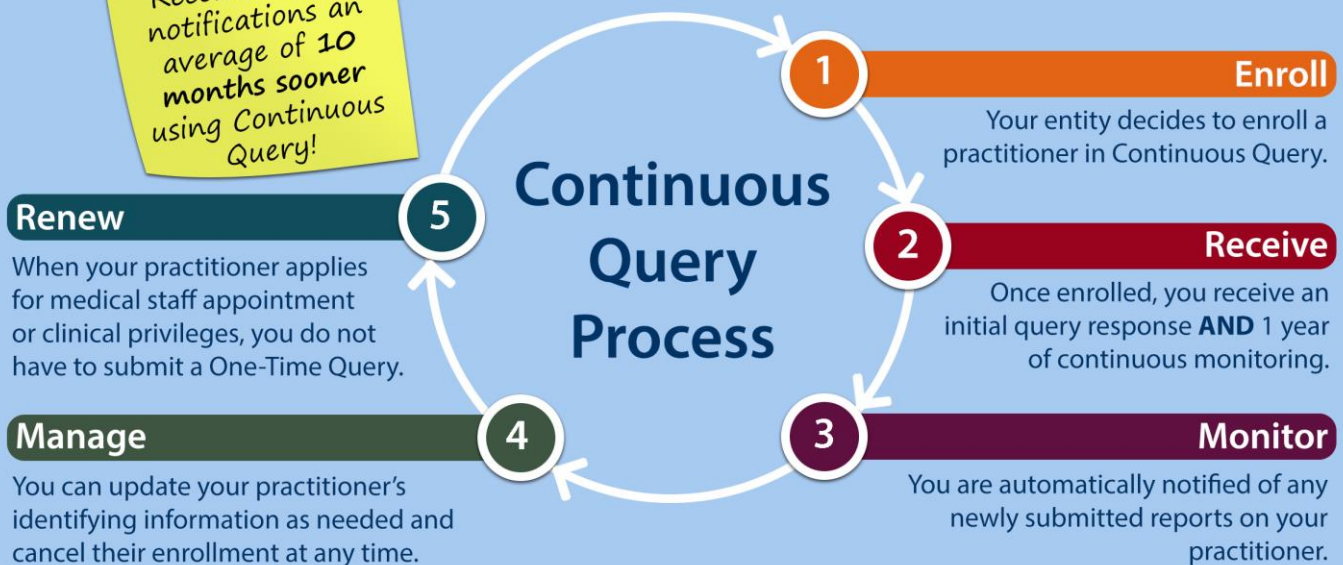 notifications an
average of 10
months sooner
using Continuous
Query!
Continuous
Query
Process
1
Enroll
Your entity decides to enroll a
practitioner in Continuous Query.
2
Receive
Once enrolled, you receive an
initial query response AND 1 year
of continuous monitoring.
3
Monitor
You are automatically notified of any
newly submitted reports on your
practitioner.
4
Manage
You can update your practitioner’s
identifying information as needed and
cancel their enrollment at any time.
5
Renew
When your practitioner applies
for medical staff appointment
or clinical privileges, you do not
have to submit a One-Time Query.